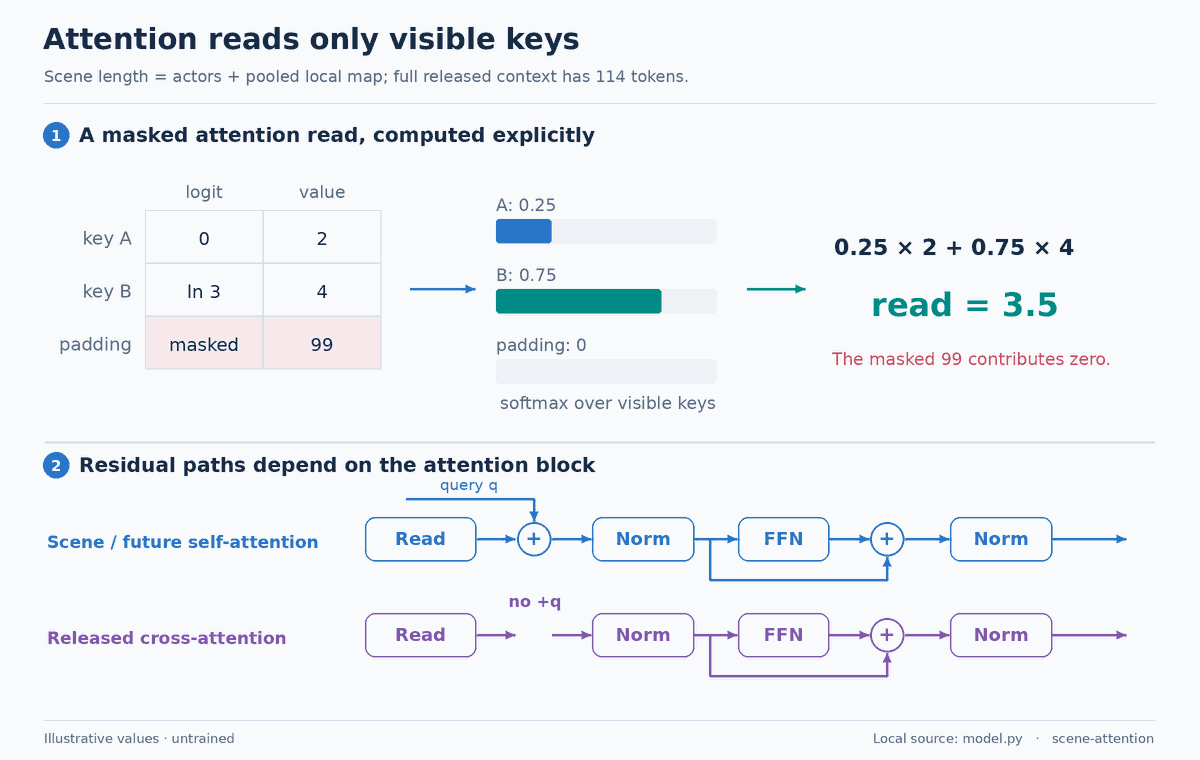 Attention reads only visible keys
Scene length = actors + pooled local map; full released context has 114 tokens.
1 A masked attention read, computed explicitly
logit value
key A 0 2
key B ln 3 4
padding masked 99
A: 0.25
B: 0.75
padding: 0
softmax over visible keys
0.25 × 2 + 0.75 × 4
read = 3.5
The masked 99 contributes zero.
2 Residual paths depend on the attention block
query q
Scene / future self-attention Read + Norm FFN + Norm
no +q
Released cross-attention Read Norm FFN + Norm
Illustrative values · untrained
Local source: model.py · scene-attention